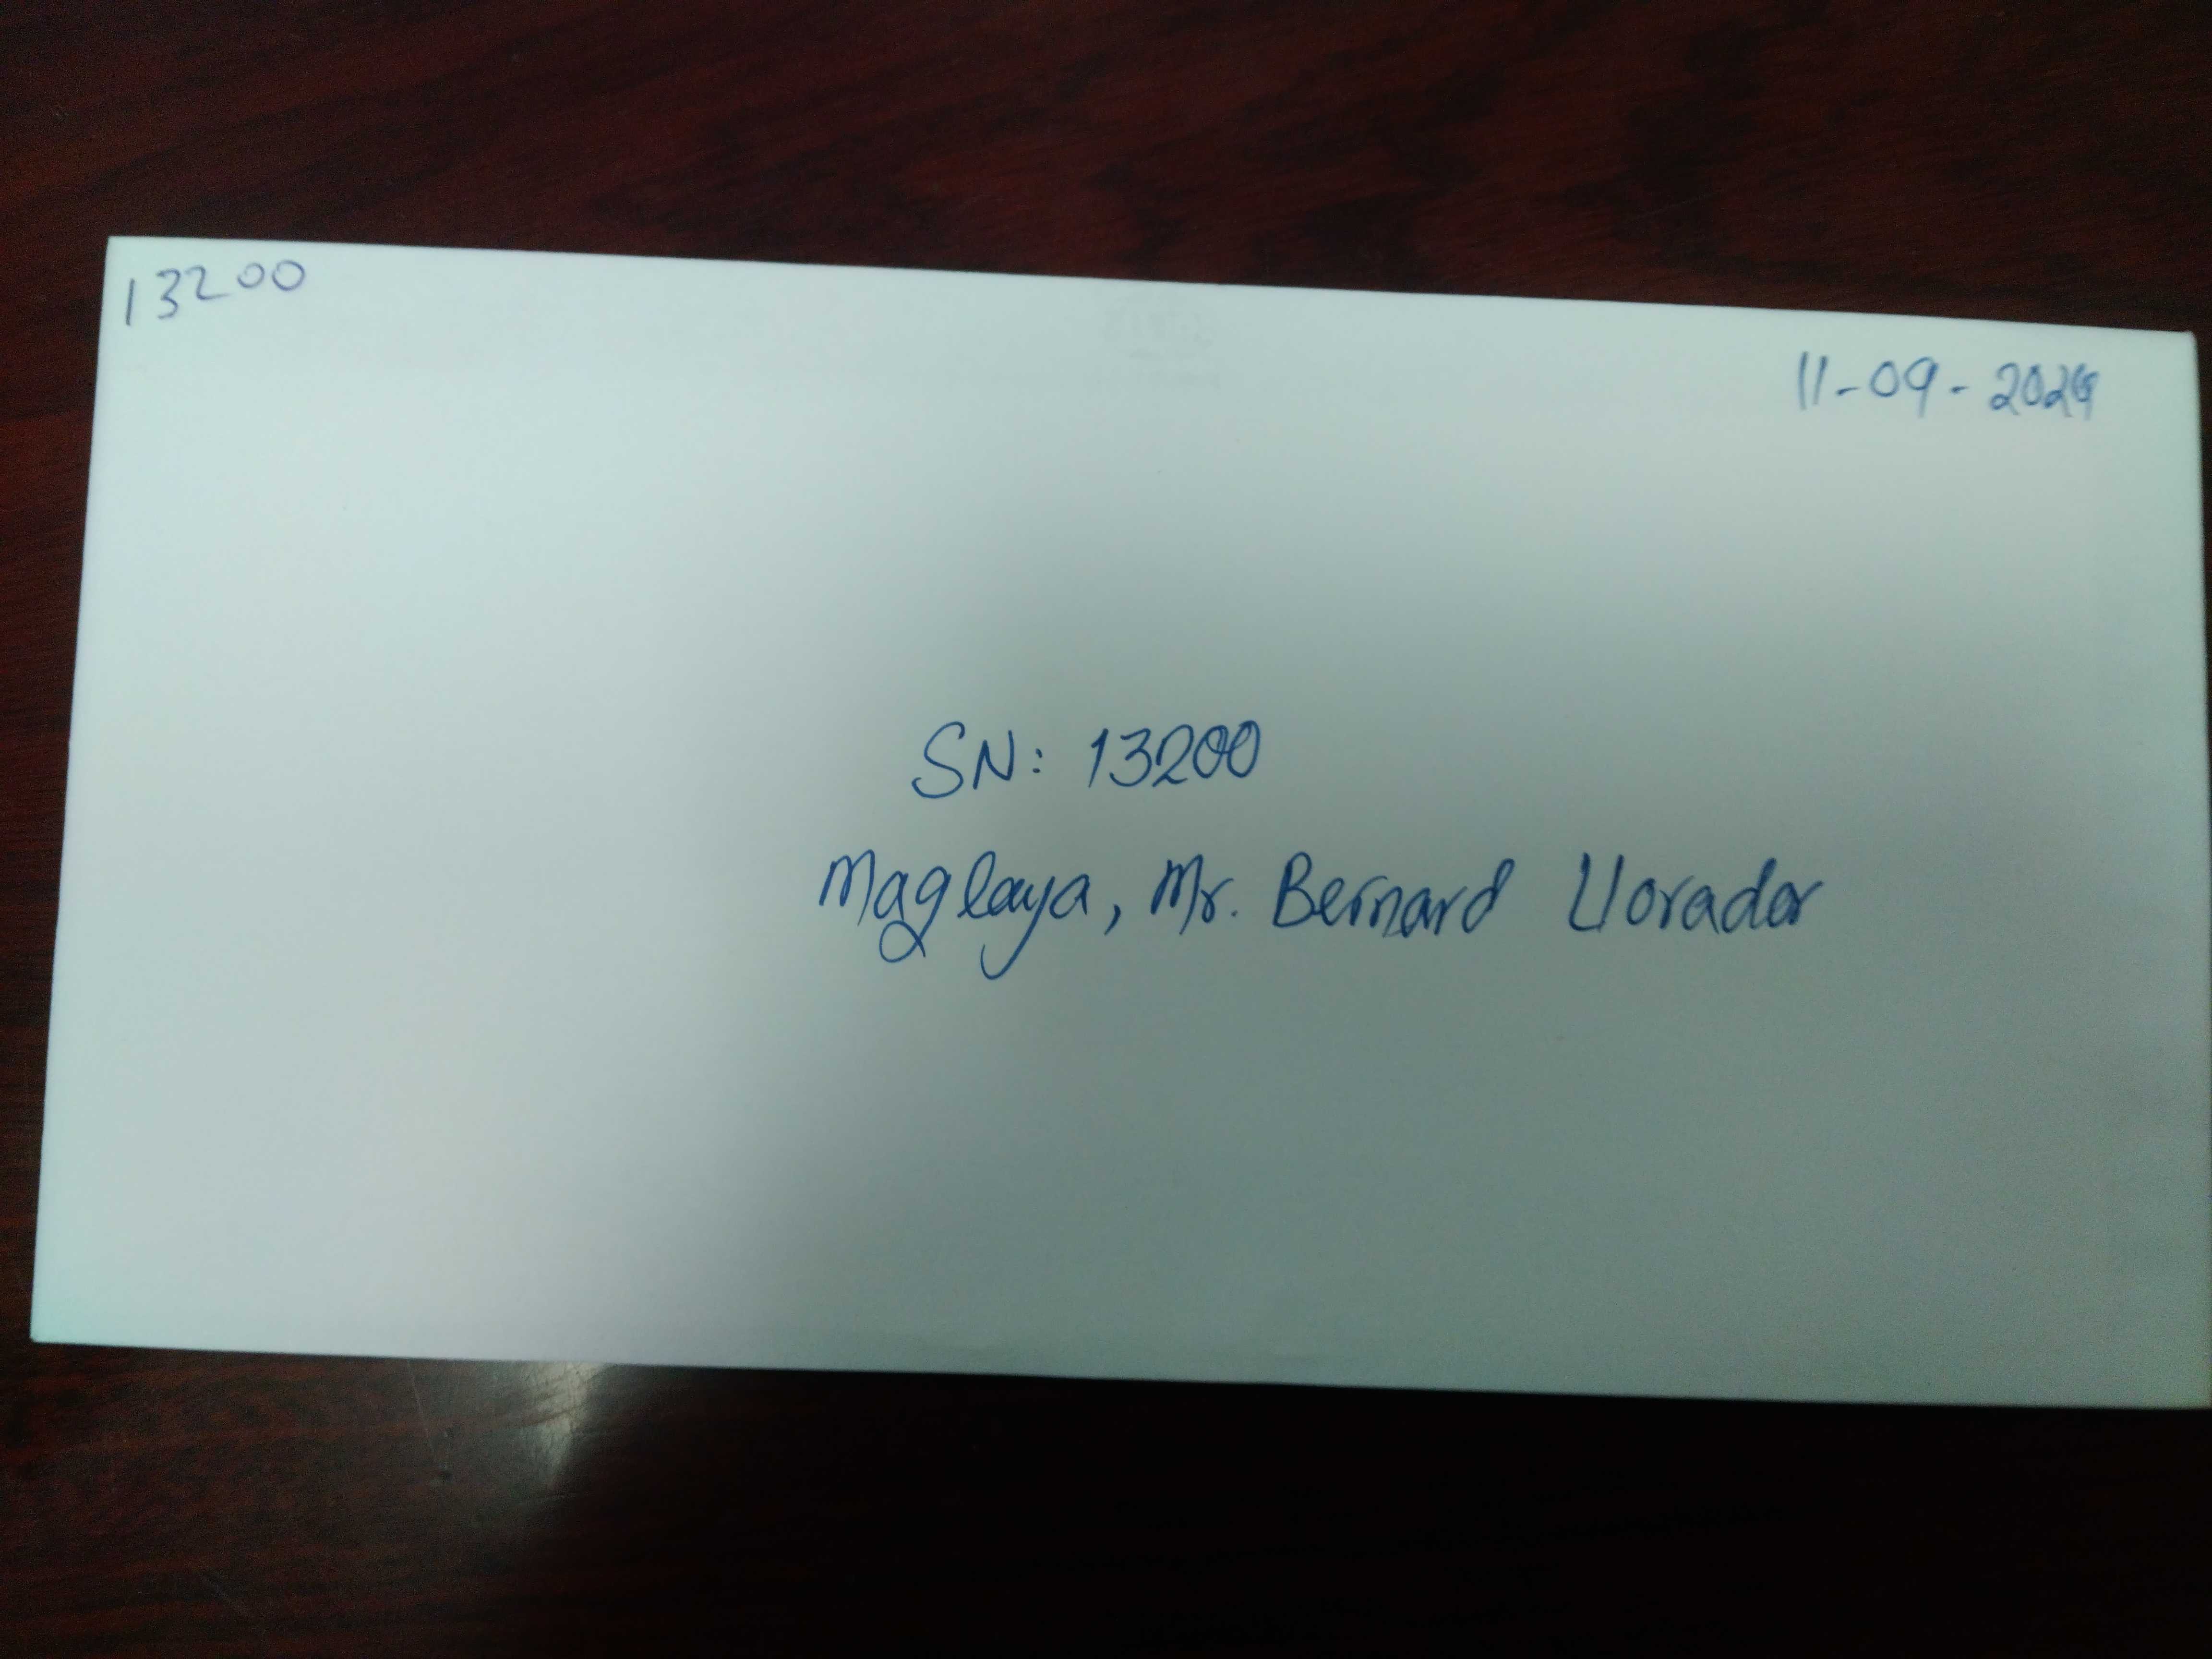 13200
11-09-2024
SN: 13200
Maglaya, Mr. Bernard Llorador